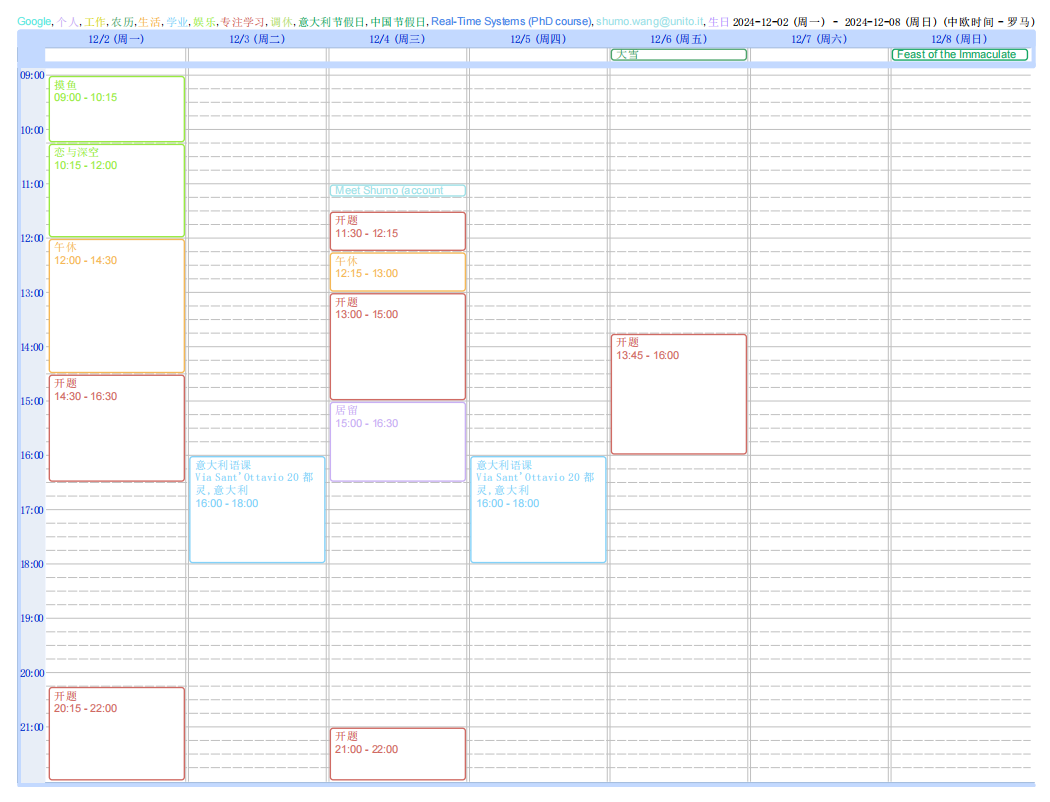 Google, 个人, 工作, 农历, 生活, 学业, 娱乐, 专注学习, 调休, 意大利节假日, 中国节假日, Real-Time Systems (PhD course), shumo.wang@unito.it, 生日 2024-12-02 (周一) - 2024-12-08 (周日) (中欧时间 - 罗马)
12/2 (周一) 12/3 (周二) 12/4 (周三) 12/5 (周四) 12/6 (周五) 12/7 (周六) 12/8 (周日)
大雪 Feast of the Immaculate
09:00
摸鱼
09:00 - 10:15
10:00
恋与深空
10:15 - 12:00
11:00
Meet Shumo (account
开题
11:30 - 12:15
12:00
午休
12:00 - 14:30
午休
12:15 - 13:00
13:00
开题
13:00 - 15:00
开题
13:45 - 16:00
14:00
开题
14:30 - 16:30
15:00
居留
15:00 - 16:30
16:00
意大利语课
Via Sant'Ottavio 20 都
灵, 意大利
16:00 - 18:00
意大利语课
Via Sant'Ottavio 20 都
灵, 意大利
16:00 - 18:00
17:00
18:00
19:00
20:00
开题
20:15 - 22:00
21:00
开题
21:00 - 22:00